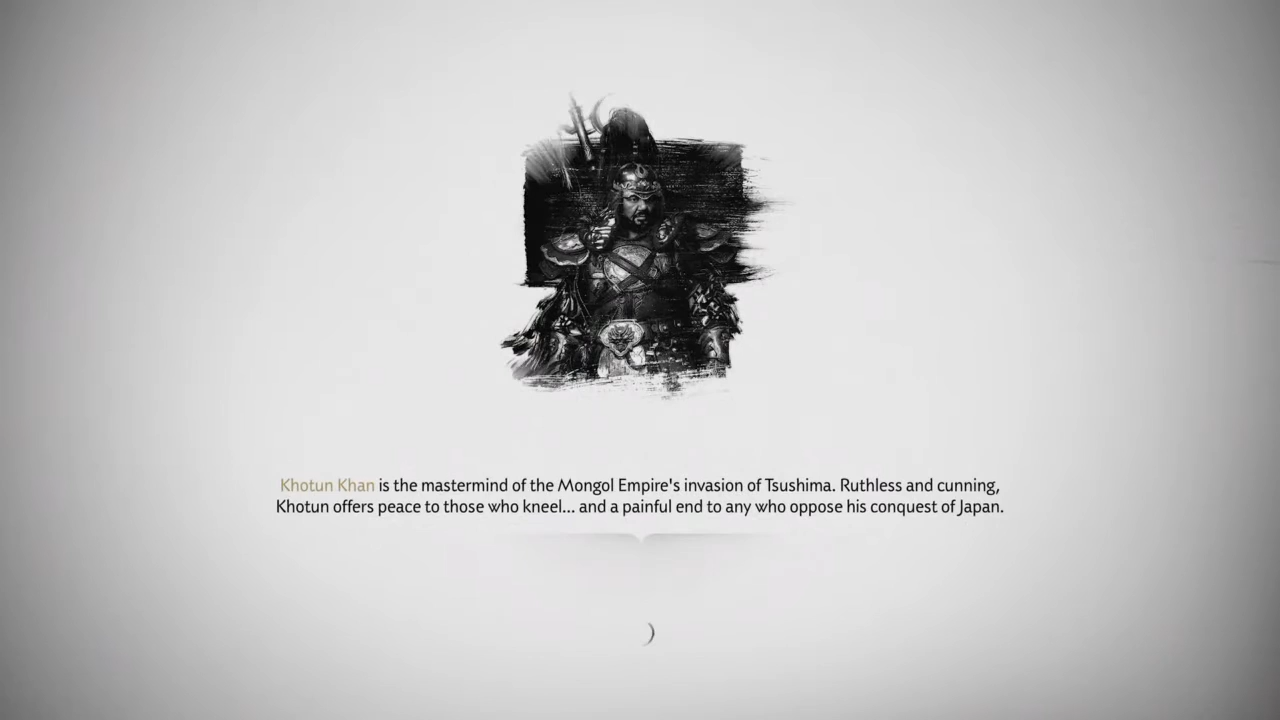 Khotun Khan is the mastermind of the Mongol Empire's invasion of Tsushima. Ruthless and cunning,
Khotun offers peace to those who kneel... and a painful end to any who oppose his conquest of Japan.